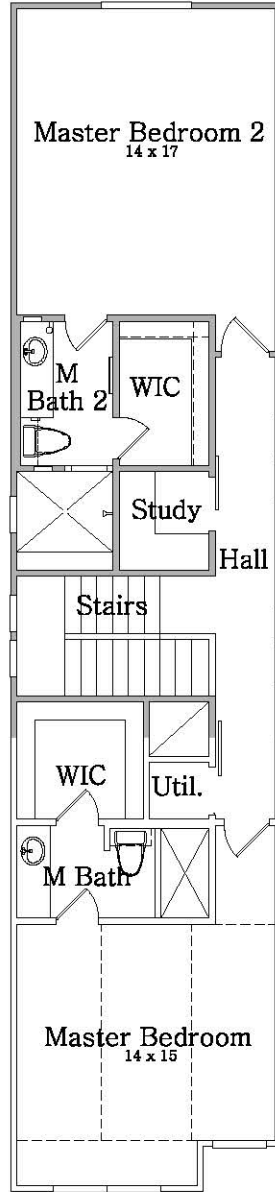 Master Bedroom 2
14 x 17
M
Bath 2
WIC
Study
Hall
Stairs
WIC
Util.
M Bath
Master Bedroom
14 x 15